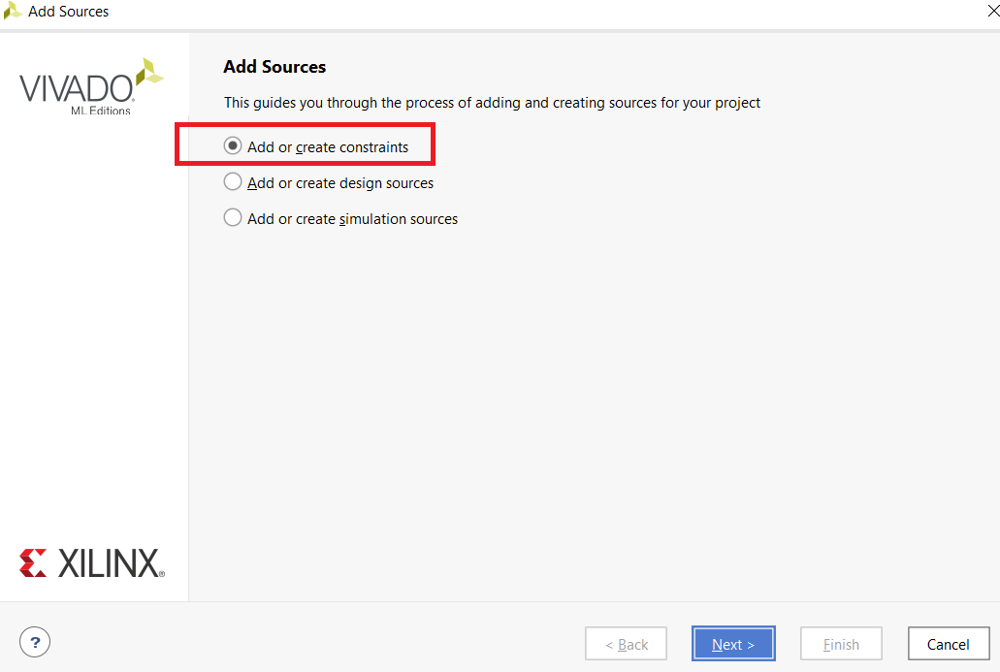 Add Sources
VIVADO.
ML Editions
Add Sources
This guides you through the process of adding and creating sources for your project
Add or create constraints
Add or create design sources
Add or create simulation sources
XILINX®
?
< Back
Next >
Finish
Cancel